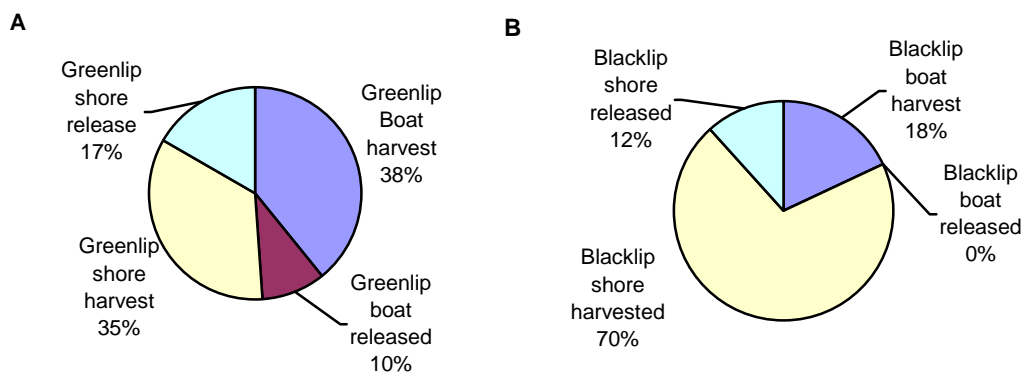 A
Greenlip
shore
release
17%
Greenlip
Boat
harvest
38%
Greenlip
shore
harvest
35%
Greenlip
boat
released
10%
B
Blacklip
shore
released
12%
Blacklip
boat
harvest
18%
Blacklip
boat
released
0%
Blacklip
shore
harvested
70%